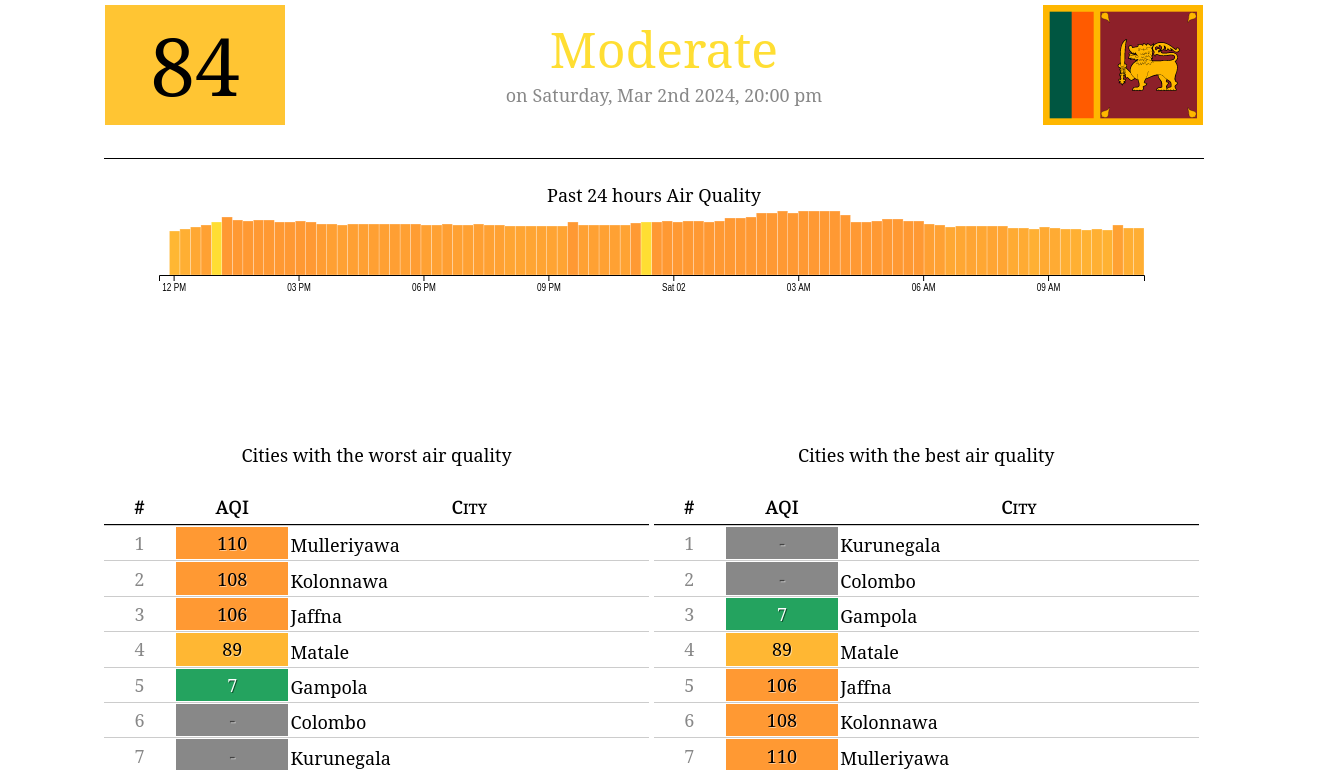 84
Moderate
on Saturday, Mar 2nd 2024, 20:00 pm
Past 24 hours Air Quality
12 PM 03 PM 06 PM 09 PM Sat 02 03 AM 06 AM 09 AM
Cities with the worst air quality
# AQI City
1 110 Mulleriyawa
2 108 Kolonnawa
3 106 Jaffna
4 89 Matale
5 7 Gampola
6 - Colombo
7 - Kurunegala
Cities with the best air quality
# AQI City
1 - Kurunegala
2 - Colombo
3 7 Gampola
4 89 Matale
5 106 Jaffna
6 108 Kolonnawa
7 110 Mulleriyawa